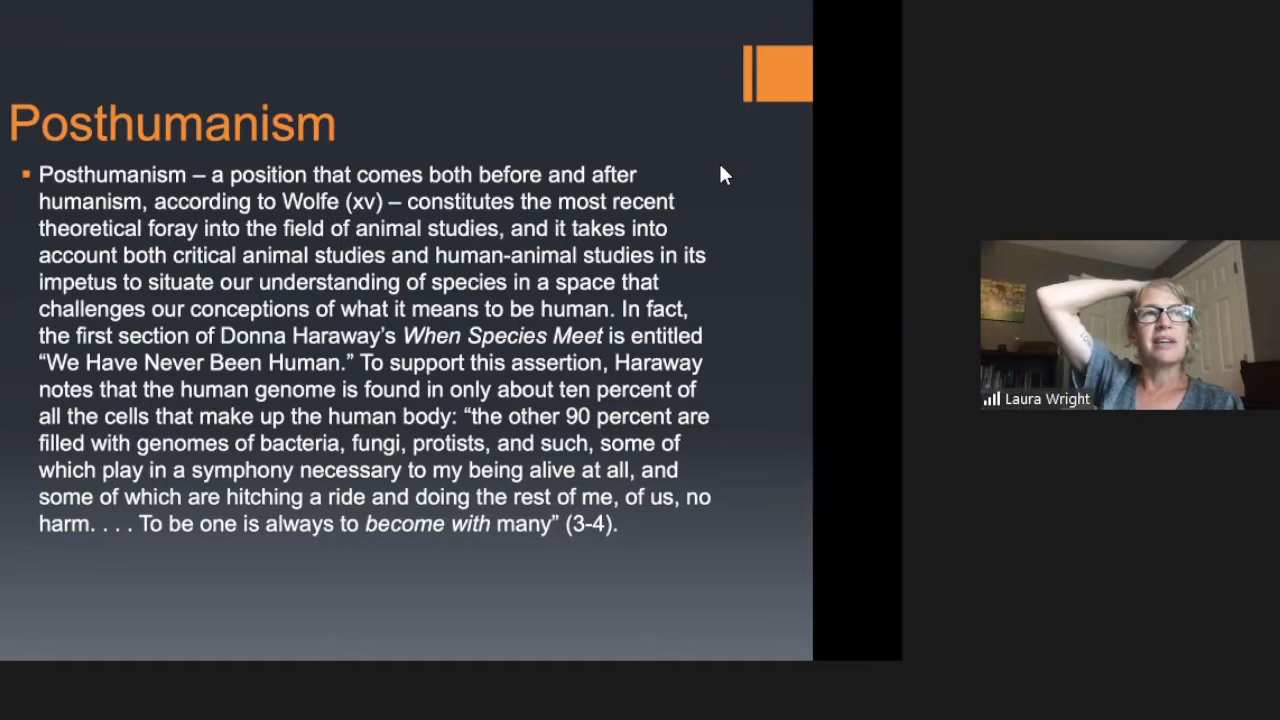 Posthumanism
Posthumanism – a position that comes both before and after
humanism, according to Wolfe (xv) – constitutes the most recent
theoretical foray into the field of animal studies, and it takes into
account both critical animal studies and human-animal studies in its
impetus to situate our understanding of species in a space that
challenges our conceptions of what it means to be human. In fact,
the first section of Donna Haraway’s When Species Meet is entitled
“We Have Never Been Human.” To support this assertion, Haraway
notes that the human genome is found in only about ten percent of
all the cells that make up the human body: “the other 90 percent are
filled with genomes of bacteria, fungi, protists, and such, some of
which play in a symphony necessary to my being alive at all, and
some of which are hitching a ride and doing the rest of me, of us, no
harm. . . . To be one is always to become with many” (3-4).
Laura Wright